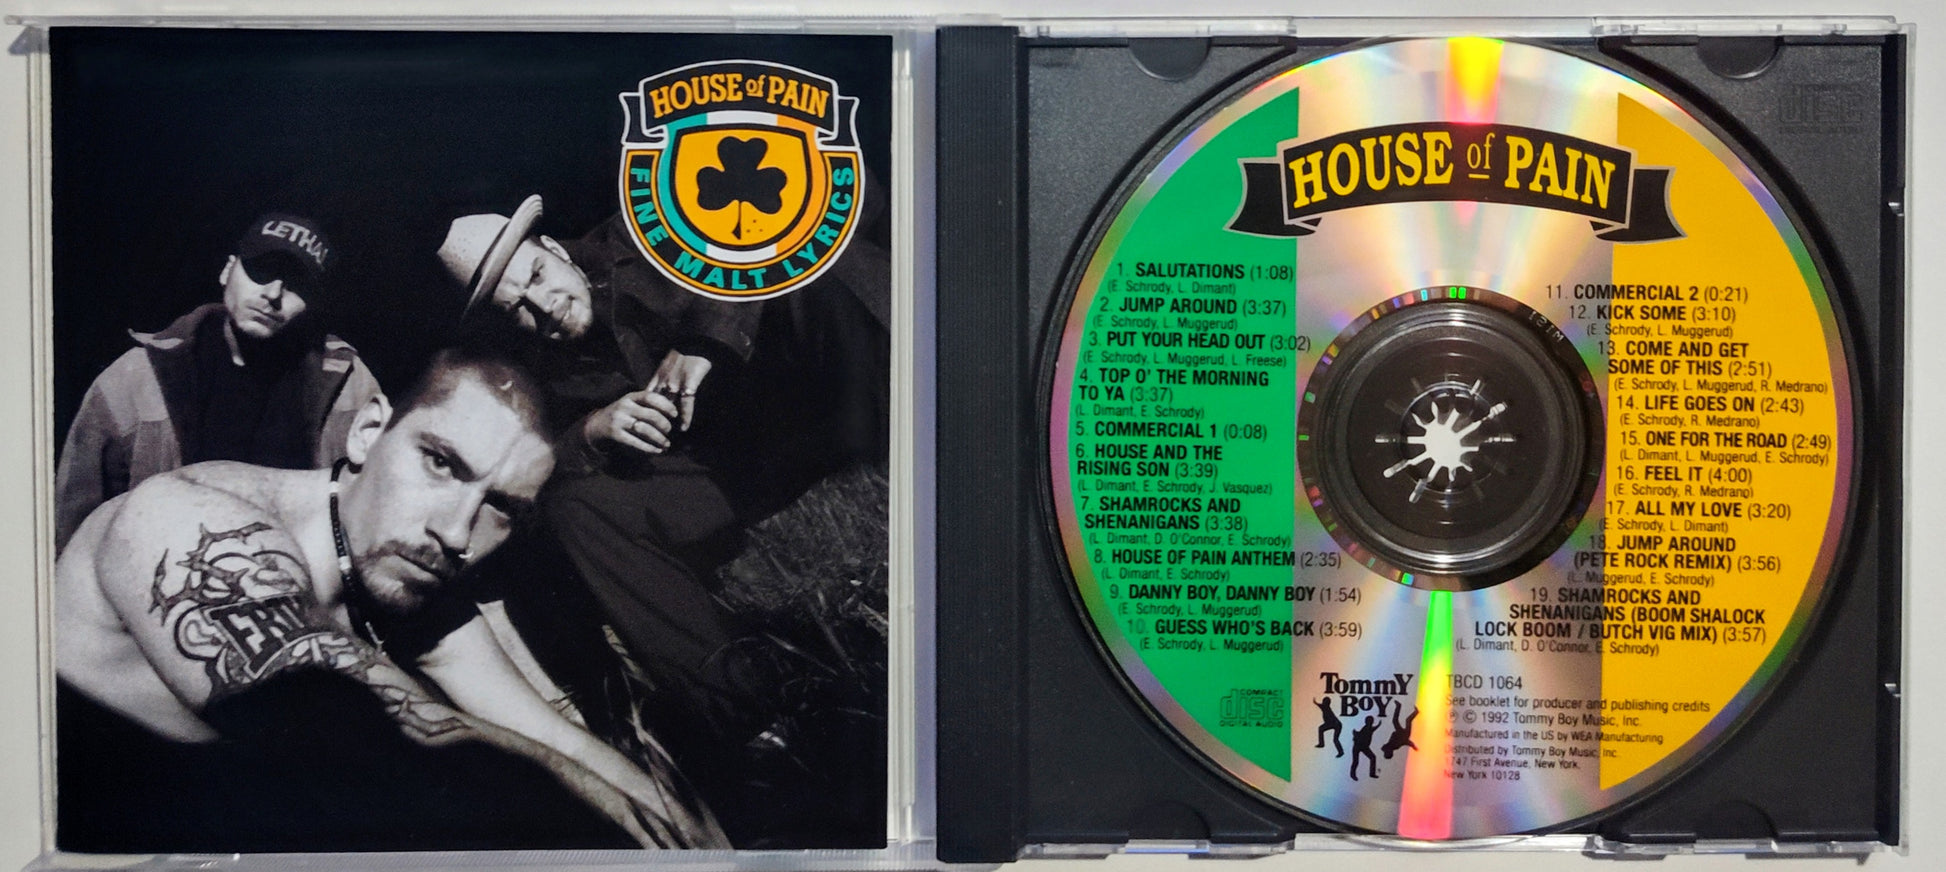 HOUSE of PAIN
FINE MALT LYRICS
LETHAL
HOUSE of PAIN
1. SALUTATIONS (1:08)
(E. Schrody, L. Dimant)
2. JUMP AROUND (3:37)
(E. Schrody, L. Muggerud)
3. PUT YOUR HEAD OUT (3:02)
(E. Schrody, L. Muggerud, L. Freese)
4. TOP O' THE MORNING
TO YA (3:37)
(L. Dimant, E. Schrody)
5. COMMERCIAL 1 (0:08)
6. HOUSE AND THE
RISING SON (3:39)
(L. Dimant, E. Schrody, J. Vasquez)
7. SHAMROCKS AND
SHENANIGANS (3:38)
(L. Dimant, D. O'Connor, E. Schrody)
8. HOUSE OF PAIN ANTHEM (2:35)
(L. Dimant, E. Schrody)
9. DANNY BOY, DANNY BOY (1:54)
(E. Schrody, L. Muggerud)
10. GUESS WHO'S BACK (3:59)
(E. Schrody, L. Muggerud)
11. COMMERCIAL 2 (0:21)
12. KICK SOME (3:10)
(E. Schrody, L. Muggerud)
13. COME AND GET
SOME OF THIS (2:51)
(E. Schrody, L. Muggerud, R. Medrano)
14. LIFE GOES ON (2:43)
(E. Schrody, R. Medrano)
15. ONE FOR THE ROAD (2:49)
(L. Dimant, L. Muggerud, E. Schrody)
16. FEEL IT (4:00)
(E. Schrody, R. Medrano)
17. ALL MY LOVE (3:20)
(E. Schrody, L. Dimant)
18. JUMP AROUND
(PETE ROCK REMIX) (3:56)
(L. Muggerud, E. Schrody)
19. SHAMROCKS AND
SHENANIGANS (BOOM SHALOCK
LOCK BOOM / BUTCH VIG MIX) (3:57)
(L. Dimant, D. O'Connor, E. Schrody)
COMPACT
disc
DIGITAL AUDIO
Tommy
Boy
TBCD 1064
See booklet for producer and publishing credits
℗ © 1992 Tommy Boy Music, Inc.
Manufactured in the US by WEA Manufacturing
Distributed by Tommy Boy Music, Inc.
1747 First Avenue, New York,
New York 10128
disc